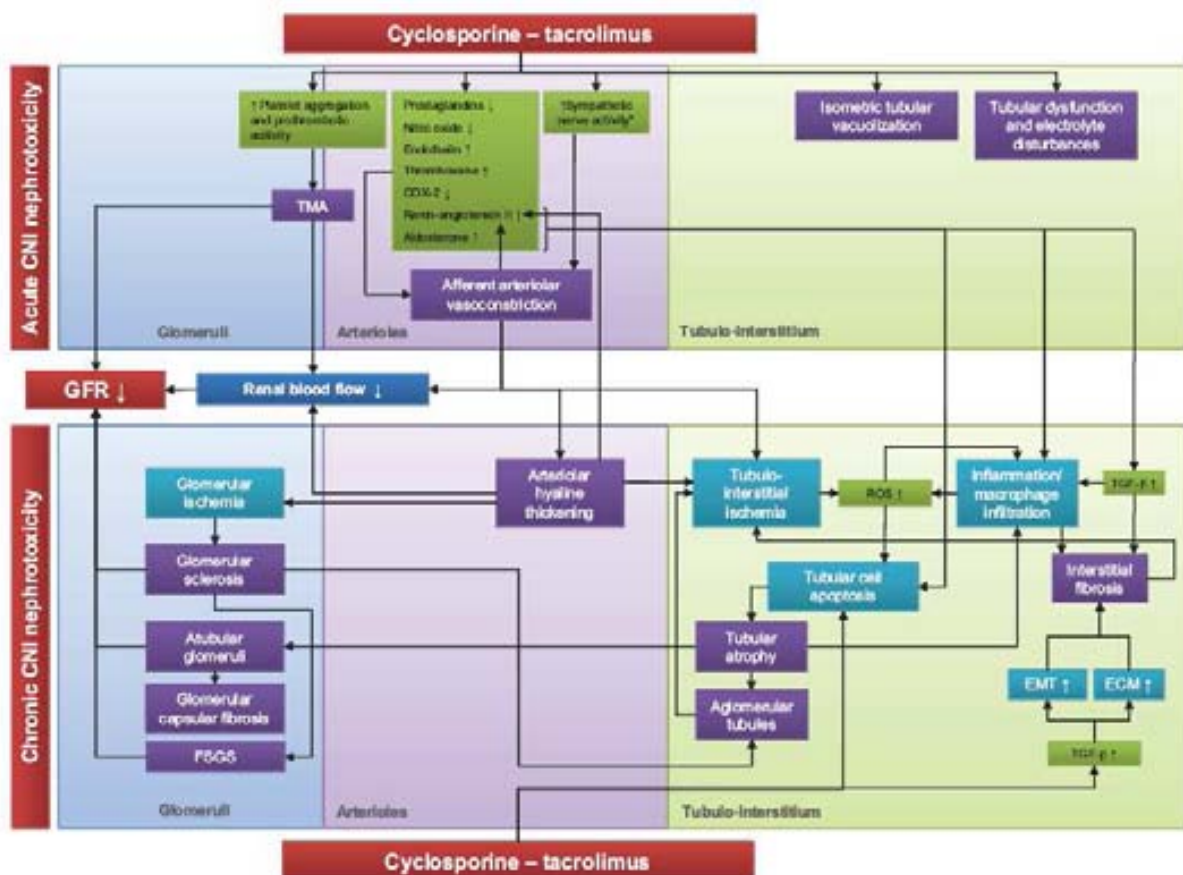 Cyclosporine – tacrolimus
Acute CNI nephrotoxicity
↑ Platelet aggregation
and prothrombotic
activity
Prostaglandins ↓
Nitric oxide ↓
Endothelin ↑
Thromboxane ↑
COX-2 ↓
Renin-angiotensin II
Aldosterone ↑
↑Sympathetic
nerve activity*
Isometric tubular
vacuolization
Tubular dysfunction
and electrolyte
disturbances
TMA
Afferent arteriolar
vasoconstriction
Glomeruli
Arterioles
Tubulo-interstitium
GFR ↓
Renal blood flow ↓
Chronic CNI nephrotoxicity
Glomerular
ischemia
Arteriolar
hyaline
thickening
Tubulo-
interstitial
ischemia
ROS ↑
Inflammation/
macrophage
infiltration
TGF-β ↑
Glomerular
sclerosis
Tubular cell
apoptosis
Interstitial
fibrosis
Atubular
glomeruli
Tubular
atrophy
Glomerular
capsular fibrosis
Aglomerular
tubules
EMT ↑
ECM ↑
FSGS
TGF-β ↑
Glomeruli
Arterioles
Tubulo-interstitium
Cyclosporine – tacrolimus